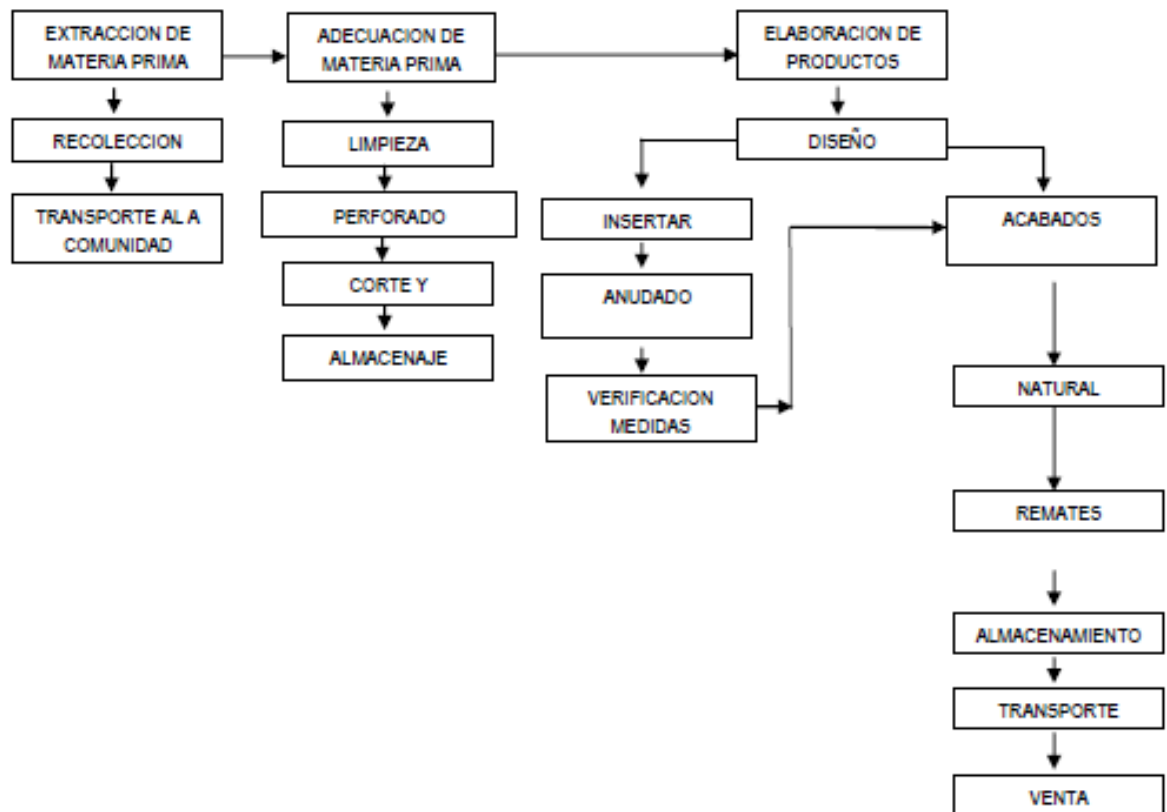 EXTRACCION DE
MATERIA PRIMA
ADECUACION DE
MATERIA PRIMA
ELABORACION DE
PRODUCTOS
RECOLECCION
TRANSPORTE AL A
COMUNIDAD
LIMPIEZA
PERFORADO
CORTE Y
ALMACENAJE
DISEÑO
INSERTAR
ANUDADO
VERIFICACION
MEDIDAS
ACABADOS
NATURAL
REMATES
ALMACENAMIENTO
TRANSPORTE
VENTA